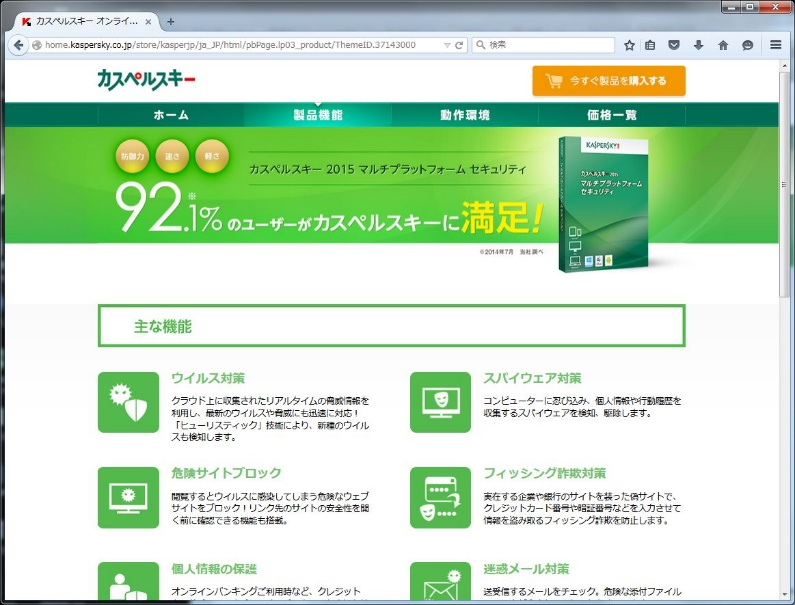 カスペルスキー オンライ...
home.kaspersky.co.jp/store/kasperjp/ja_JP/html/pbPage.lp03_product/ThemeID.37143000
検索
カスペルスキー
今すぐ製品を購入する
ホーム
製品機能
動作環境
価格一覧
防御力
速さ
軽さ
カスペルスキー 2015 マルチプラットフォーム セキュリティ
92.1%※のユーザーがカスペルスキーに満足!
※2014年7月 当社調べ
KASPERSKY
カスペルスキー 2015
マルチプラットフォーム
セキュリティ
主な機能
ウイルス対策
クラウド上に収集されたリアルタイムの脅威情報を
利用し、最新のウイルスや脅威にも迅速に対応！
「ヒューリスティック」技術により、新種のウイル
スも検知します。
スパイウェア対策
コンピューターに忍び込み、個人情報や行動履歴を
収集するスパイウェアを検知、駆除します。
危険サイトブロック
閲覧するとウイルスに感染してしまう危険なウェブ
サイトをブロック！リンク先のサイトの安全性を開
く前に確認できる機能も搭載。
フィッシング詐欺対策
実在する企業や銀行のサイトを装った偽サイトで、
クレジットカード番号や暗証番号などを入力させて
情報を盗み取るフィッシング詐欺を防止します。
個人情報の保護
オンラインバンキングご利用時など、クレジット
迷惑メール対策
送受信するメールをチェック。危険な添付ファイル